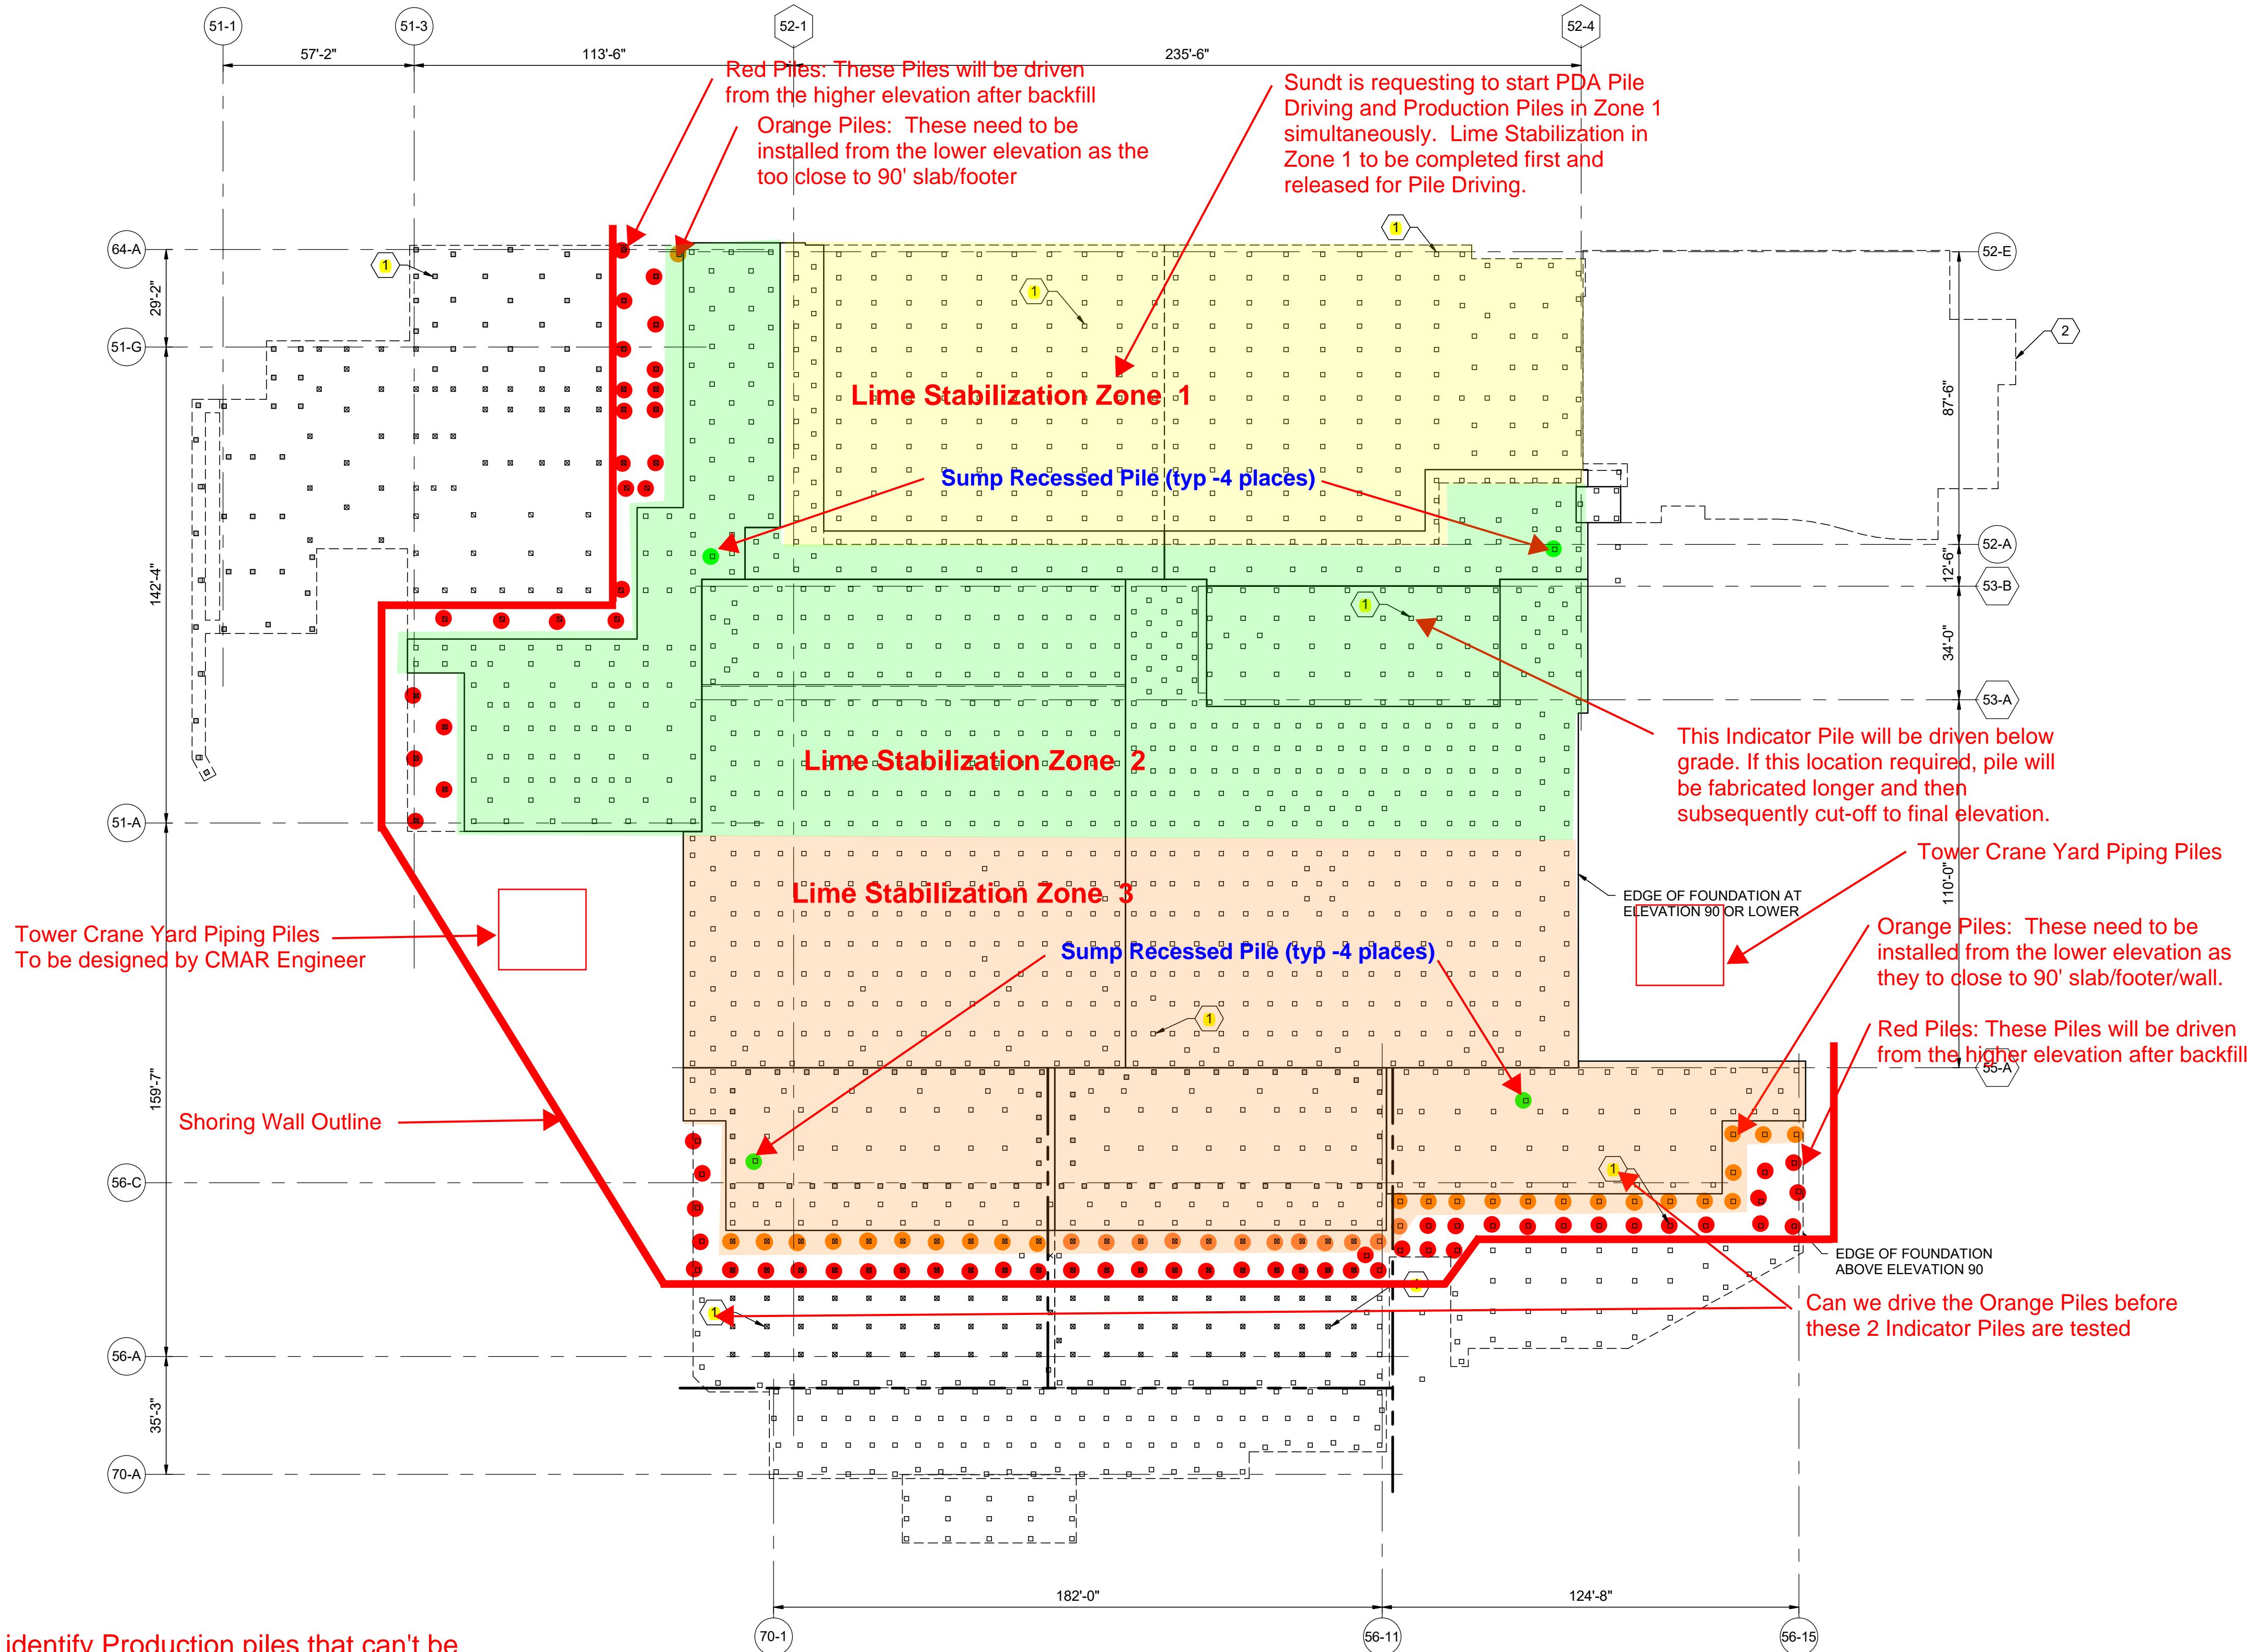 51-1
51-3
52-1
52-4
57'-2"
113'-6"
235'-6"
Red Piles: These Piles will be driven
from the higher elevation after backfill
Orange Piles:  These need to be
installed from the lower elevation as the
too close to 90' slab/footer
Sundt is requesting to start PDA Pile
Driving and Production Piles in Zone 1
simultaneously.  Lime Stabilization in
Zone 1 to be completed first and
released for Pile Driving.
64-A
1
1
1
52-E
29'-2"
2
51-G
Lime Stabilization Zone  1
87'-6"
Sump Recessed Pile (typ -4 places)
52-A
12'-6"
53-B
142'-4"
1
34'-0"
53-A
This Indicator Pile will be driven below
grade. If this location required, pile will
be fabricated longer and then
subsequently cut-off to final elevation.
Lime Stabilization Zone  2
51-A
Tower Crane Yard Piping Piles
Lime Stabilization Zone  3
EDGE OF FOUNDATION AT
ELEVATION 90 OR LOWER
110'-0"
Tower Crane Yard Piping Piles
To be designed by CMAR Engineer
Sump Recessed Pile (typ -4 places)
Orange Piles:  These need to be
installed from the lower elevation as
they to close to 90' slab/footer/wall.
1
Red Piles: These Piles will be driven
from the higher elevation after backfill
55-A
159'-7"
Shoring Wall Outline
56-C
1
EDGE OF FOUNDATION
ABOVE ELEVATION 90
1
Can we drive the Orange Piles before
these 2 Indicator Piles are tested
56-A
35'-3"
70-A
182'-0"
124'-8"
70-1
56-11
56-15
identify Production piles that can't be